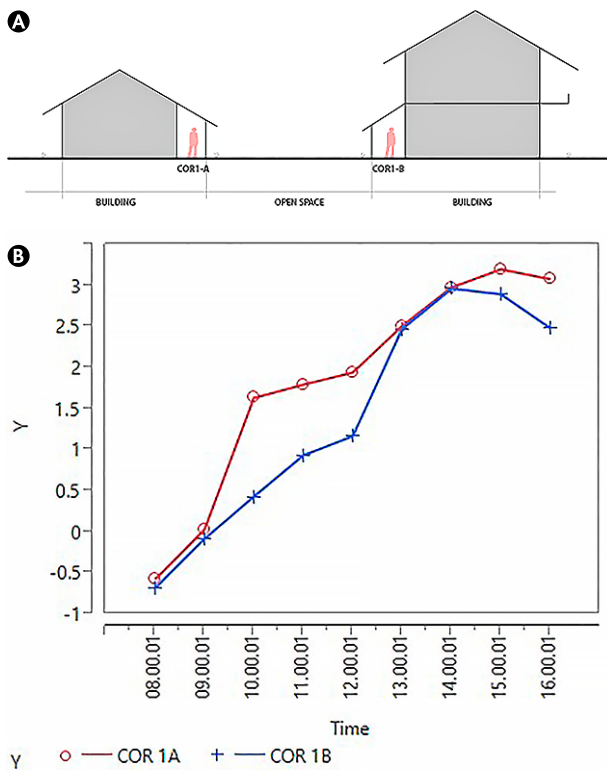 A
COR1-A
COR1-B
BUILDING
OPEN SPACE
BUILDING
B
Y
3
2.5
2
1.5
1
0.5
0
-0.5
-1
08.00.01
09.00.01
10.00.01
11.00.01
12.00.01
13.00.01
14.00.01
15.00.01
16.00.01
Time
Y COR 1A COR 1B